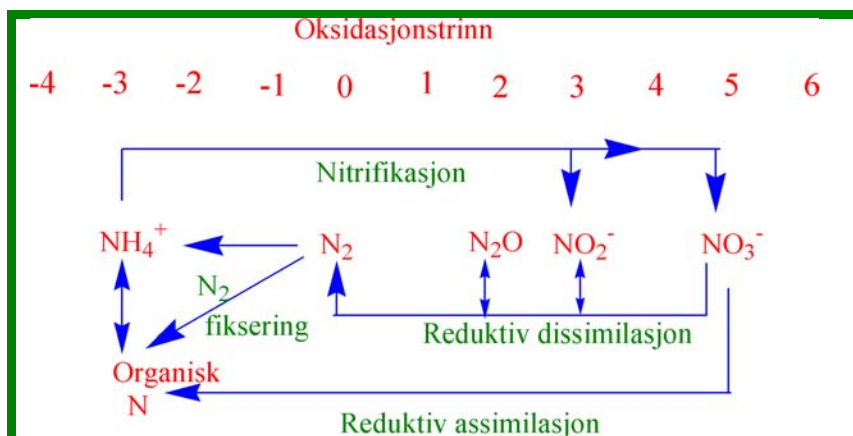 Oksidasjonstrinn
-4 -3 -2 -1 0 1 2 3 4 5 6
Nitrifikasjon
NH₄⁺ N₂ N₂O NO₂⁻ NO₃⁻
N₂
fiksering
Reduktiv dissimilasjon
Organisk
N
Reduktiv assimilasjon